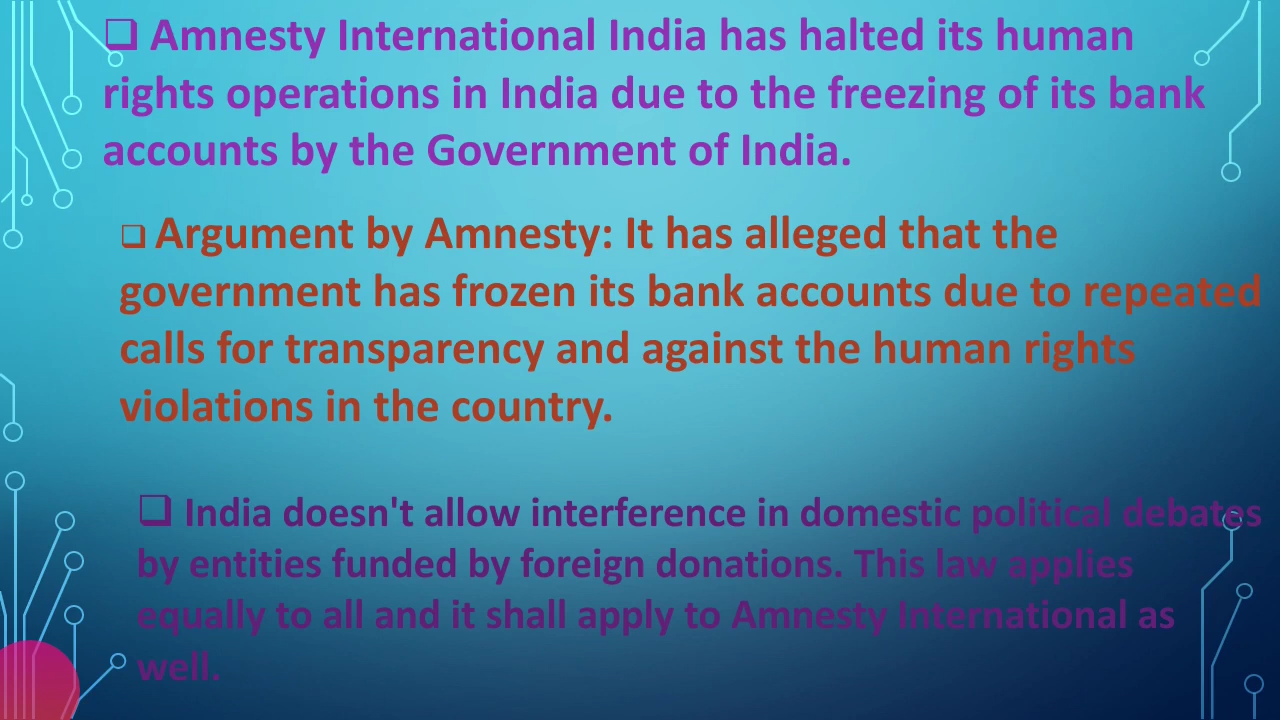 ❑ Amnesty International India has halted its human
rights operations in India due to the freezing of its bank
accounts by the Government of India.
❑ Argument by Amnesty: It has alleged that the
government has frozen its bank accounts due to repeated
calls for transparency and against the human rights
violations in the country.
❑ India doesn't allow interference in domestic political debates
by entities funded by foreign donations. This law applies
equally to all and it shall apply to Amnesty International as
well.